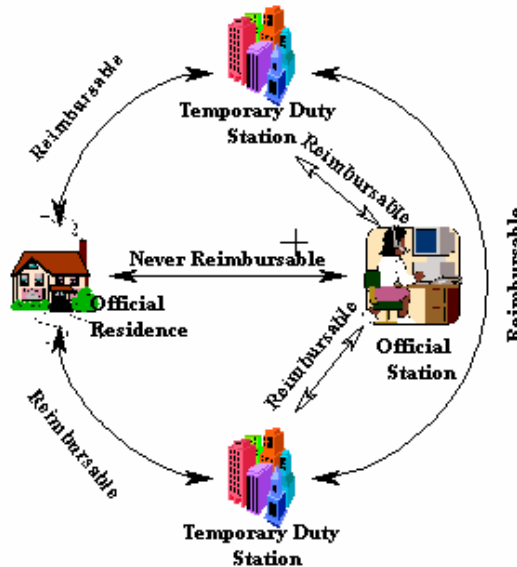 Reimbursable
Temporary Duty
Station
Reimbursable
Reimbursable
Never Reimbursable
Official
Residence
Official
Station
Reimbursable
Reimbursable
Temporary Duty
Station